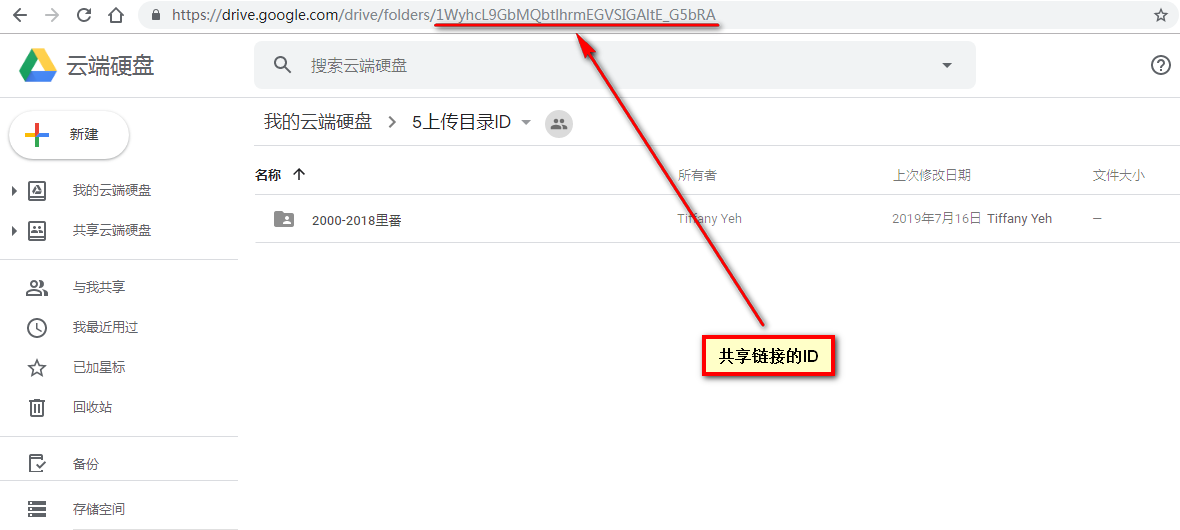 https://drive.google.com/drive/folders/1WyhcL9GbMQbtIhrmEGVSIGAItE_G5bRA
云端硬盘
搜索云端硬盘
新建
我的云端硬盘
共享云端硬盘
与我共享
我最近用过
已加星标
回收站
备份
存储空间
我的云端硬盘 > 5上传目录ID
名称 所有者 上次修改日期 文件大小
2000-2018里番 Tiffany Yeh 2019年7月16日 Tiffany Yeh —
共享链接的ID